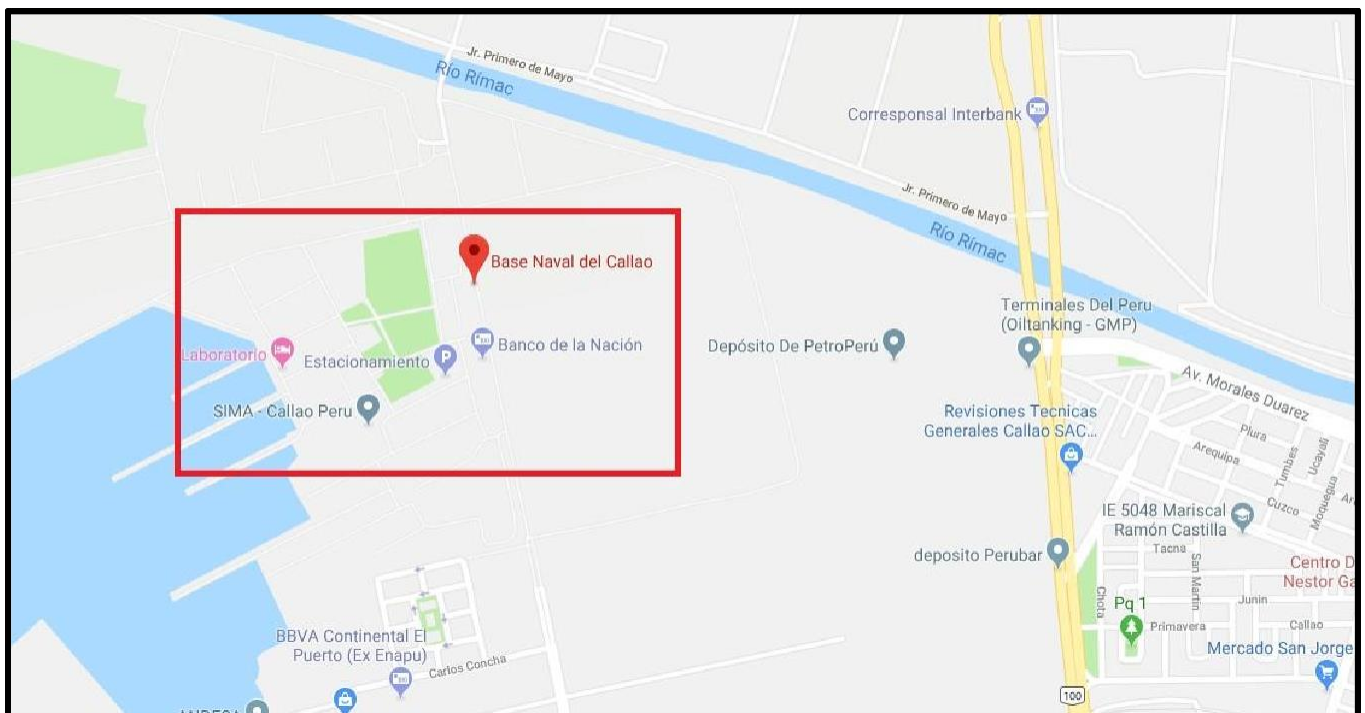 Jr. Primero de Mayo
Río Rímac
Corresponsal Interbank
Jr. Primero de Mayo
Río Rímac
Base Naval del Callao
Terminales Del Peru
(Oiltanking - GMP)
Banco de la Nación
Depósito De PetroPerú
Laboratorio
Estacionamiento
P
SIMA - Callao Peru
Av. Morales Duarez
Revisiones Tecnicas
Generales Callao SAC...
Piura
Arequipa
Tumbes
Ucayali
Cuzco
Moquegua
IE 5048 Mariscal
Ramón Castilla
deposito Perubar
Tacna
San Martin
Centro D
Nestor Ga
Chota
Pq 1
Junin
Primavera
Callao
BBVA Continental El
Puerto (Ex Enapu)
Carlos Concha
Mercado San Jorge
100